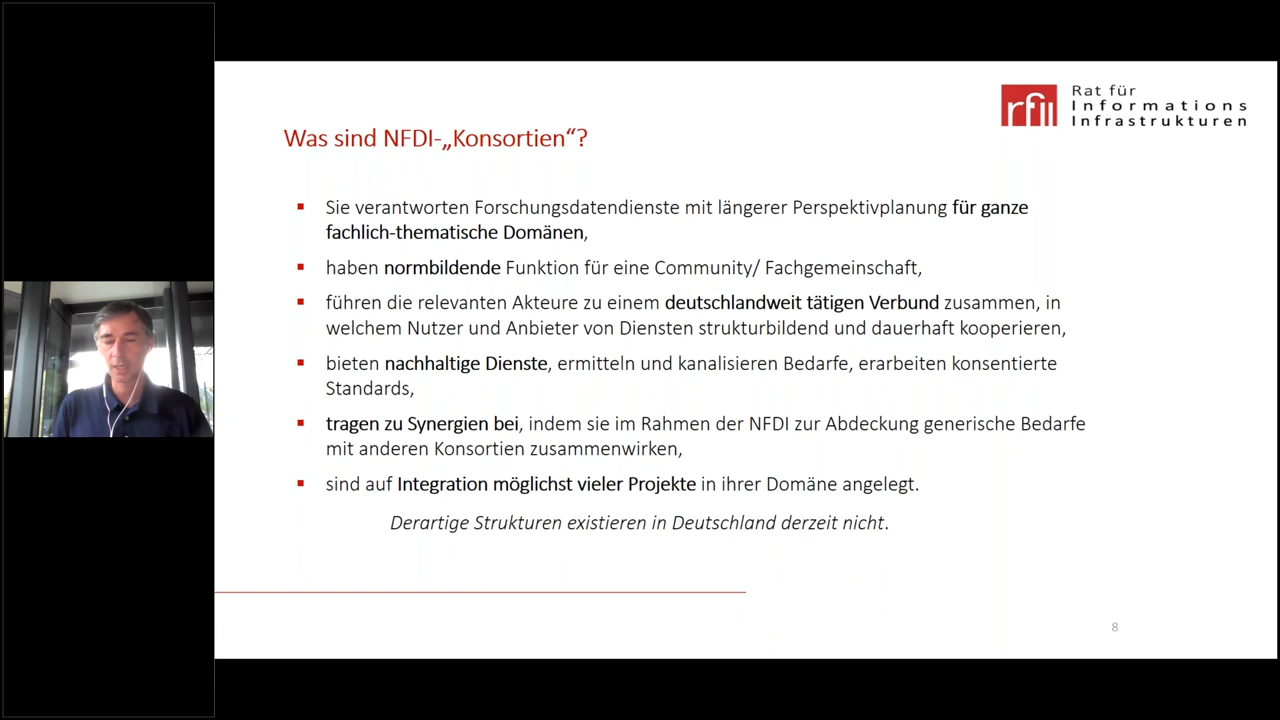 rfii
Rat für
Informations
Infrastrukturen
Was sind NFDI-„Konsortien“?
Sie verantworten Forschungsdatendienste mit längerer Perspektivplanung für ganze
fachlich-thematische Domänen,
haben normbildende Funktion für eine Community/ Fachgemeinschaft,
führen die relevanten Akteure zu einem deutschlandweit tätigen Verbund zusammen, in
welchem Nutzer und Anbieter von Diensten strukturbildend und dauerhaft kooperieren,
bieten nachhaltige Dienste, ermitteln und kanalisieren Bedarfe, erarbeiten konsentierte
Standards,
tragen zu Synergien bei, indem sie im Rahmen der NFDI zur Abdeckung generische Bedarfe
mit anderen Konsortien zusammenwirken,
sind auf Integration möglichst vieler Projekte in ihrer Domäne angelegt.
Derartige Strukturen existieren in Deutschland derzeit nicht.
8